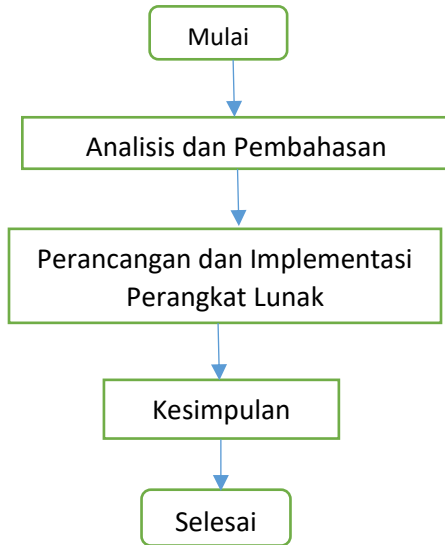 Mulai
Analisis dan Pembahasan
Perancangan dan Implementasi
Perangkat Lunak
Kesimpulan
Selesai